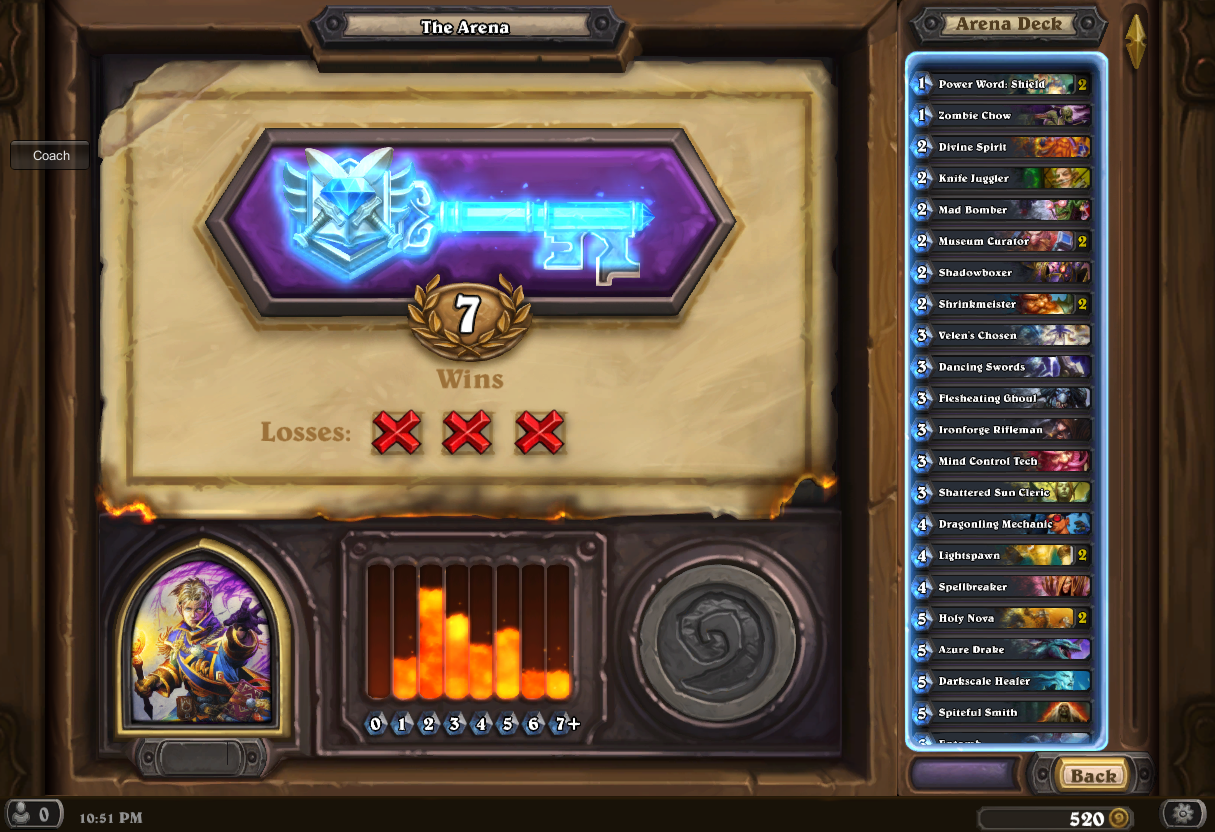 The Arena
Arena Deck
Coach
7
Wins
Losses:
0 1 2 3 4 5 6 7+
1 Power Word: Shield 2
1 Zombie Chow
2 Divine Spirit
2 Knife Juggler
2 Mad Bomber
2 Museum Curator 2
2 Shadowboxer
2 Shrinkmeister 2
3 Velen's Chosen
3 Dancing Swords
3 Flesheating Ghoul
3 Ironforge Rifleman
3 Mind Control Tech
3 Shattered Sun Cleric
4 Dragonling Mechanic
4 Lightspawn 2
4 Spellbreaker
5 Holy Nova 2
5 Azure Drake
5 Darkscale Healer
5 Spiteful Smith
Back
0
10:51 PM
520